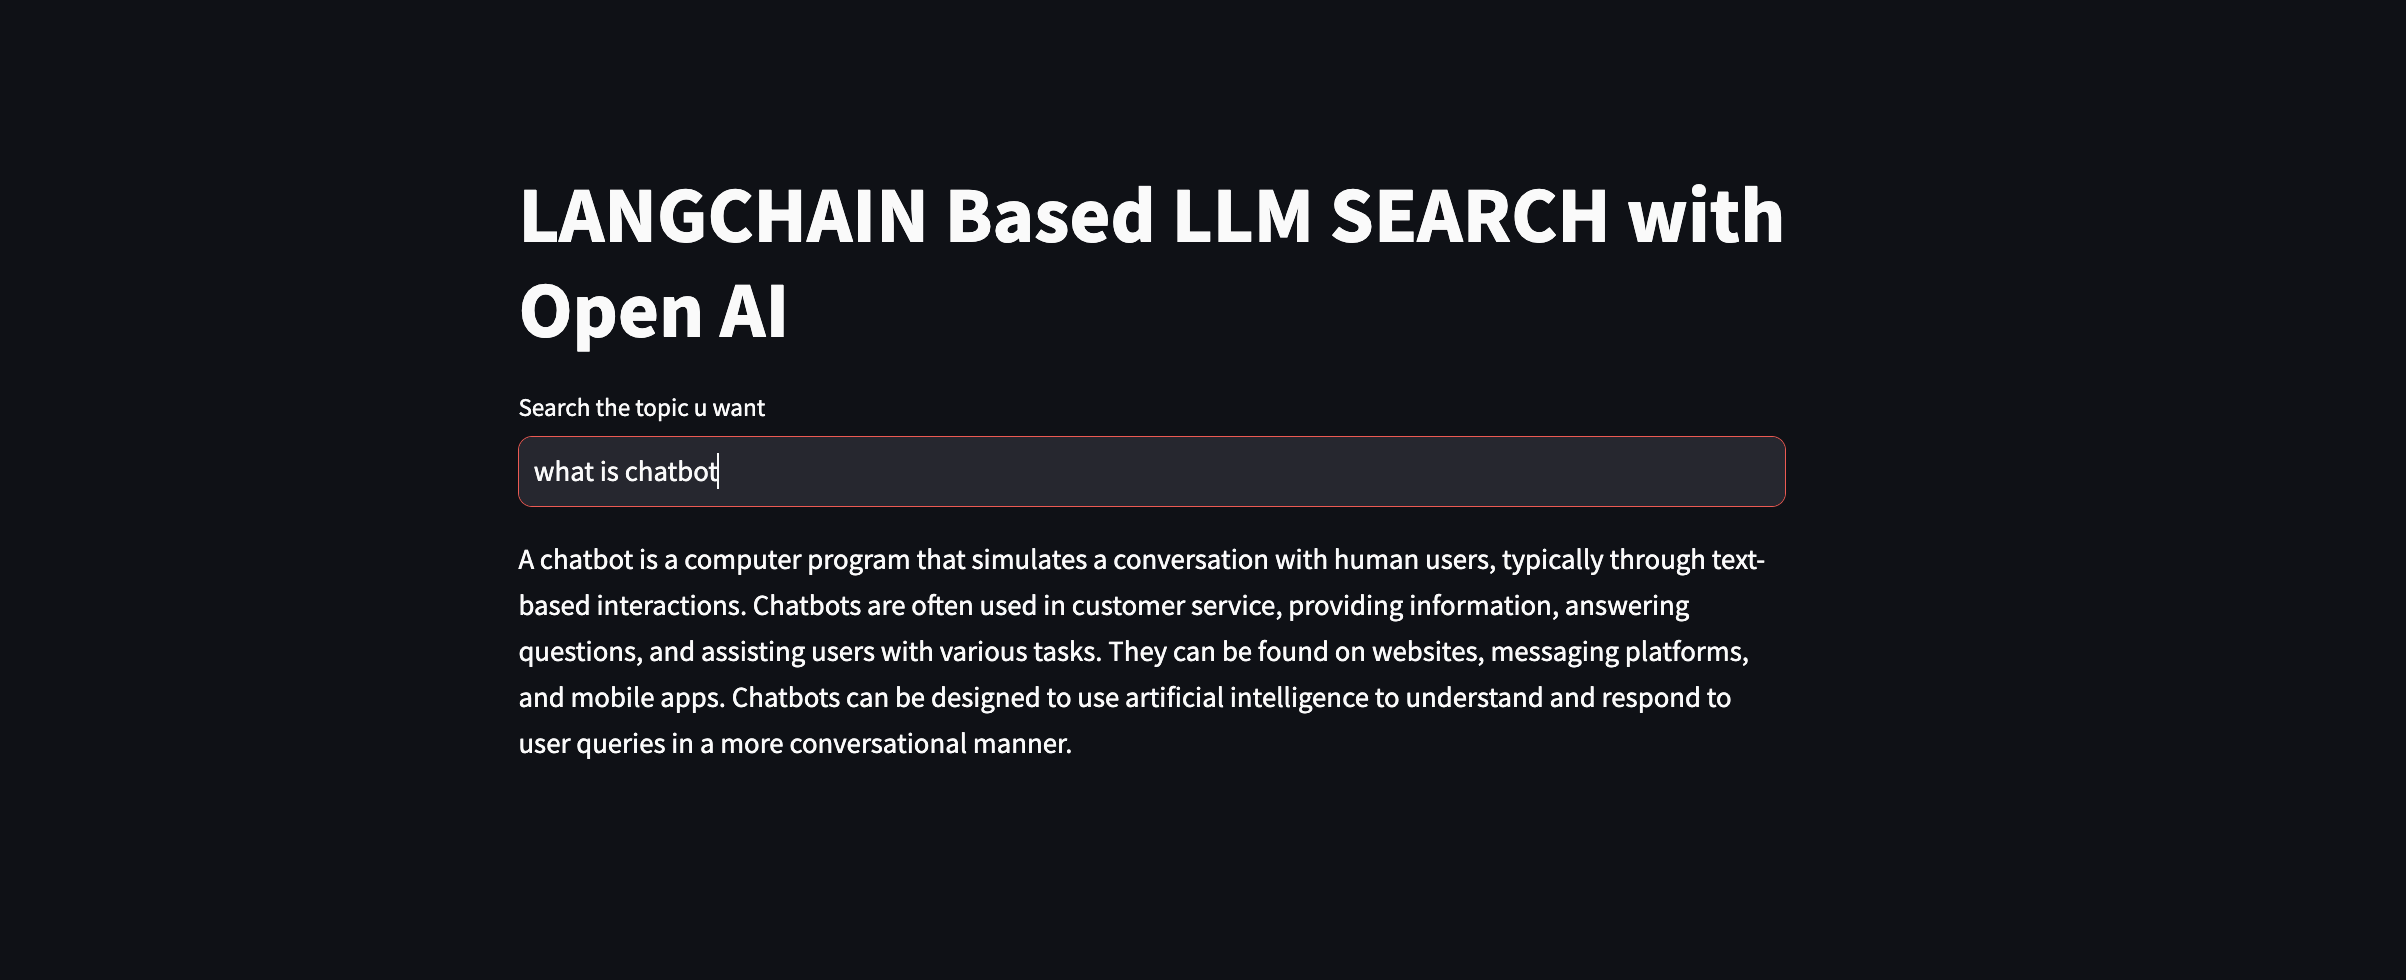 LANGCHAIN Based LLM SEARCH with
Open AI
Search the topic u want
what is chatbot
A chatbot is a computer program that simulates a conversation with human users, typically through text-
based interactions. Chatbots are often used in customer service, providing information, answering
questions, and assisting users with various tasks. They can be found on websites, messaging platforms,
and mobile apps. Chatbots can be designed to use artificial intelligence to understand and respond to
user queries in a more conversational manner.